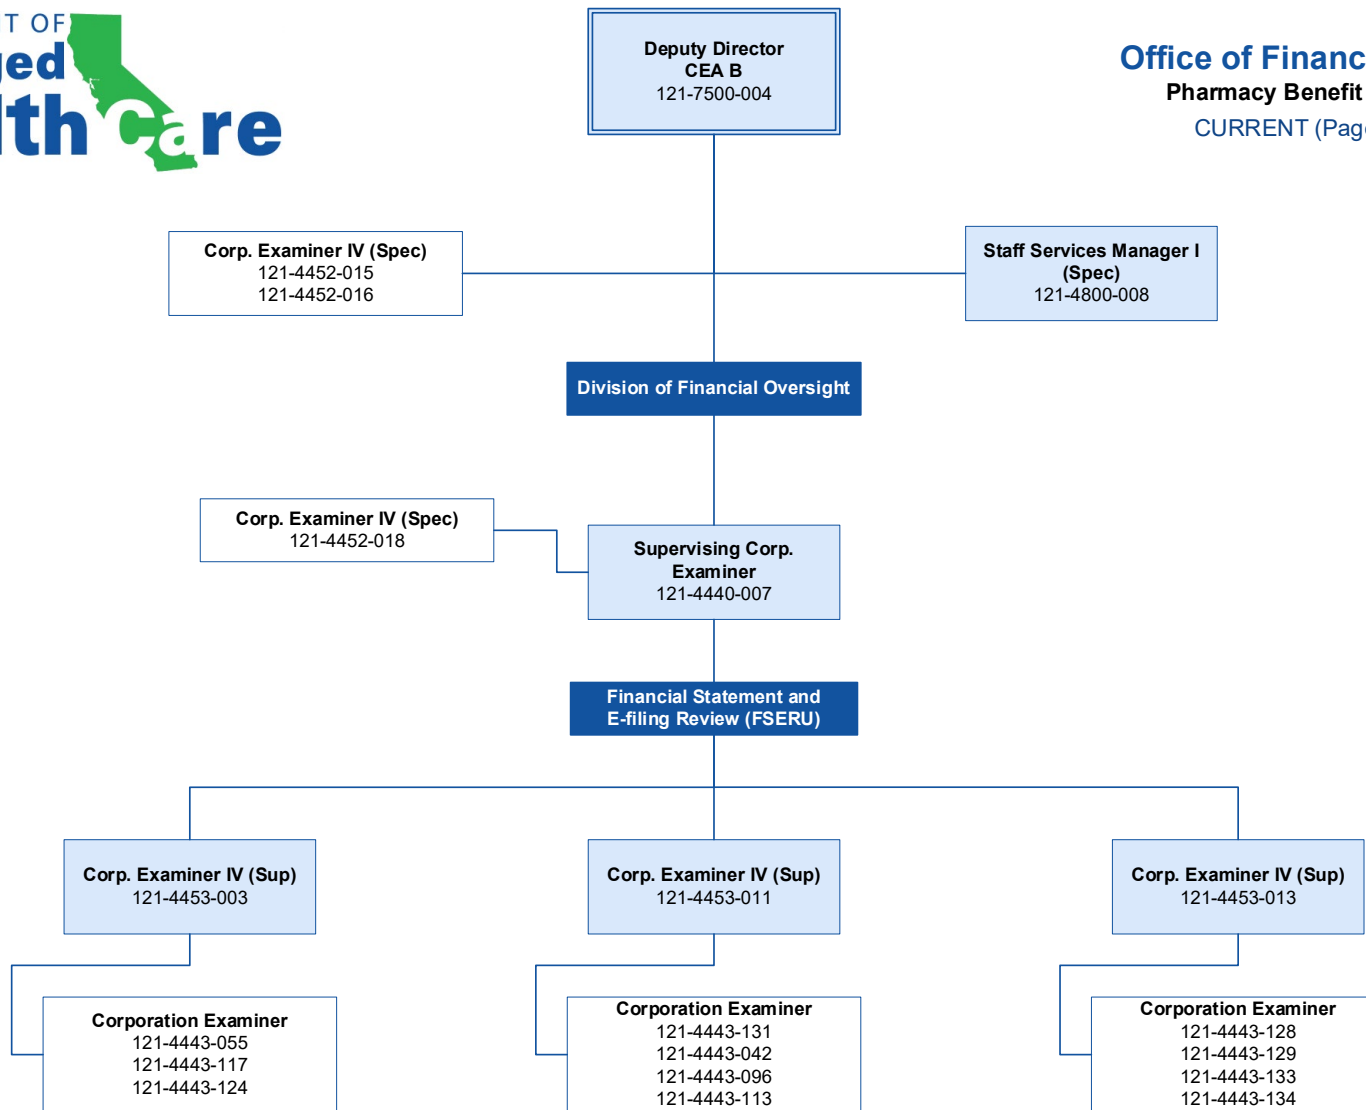 T OF
ged
lth Care
Deputy Director
CEA B
121-7500-004
Office of Financ
Pharmacy Benefit
CURRENT (Page
Corp. Examiner IV (Spec)
121-4452-015
121-4452-016
Staff Services Manager I
(Spec)
121-4800-008
Division of Financial Oversight
Corp. Examiner IV (Spec)
121-4452-018
Supervising Corp.
Examiner
121-4440-007
Financial Statement and
E-filing Review (FSERU)
Corp. Examiner IV (Sup)
121-4453-003
Corp. Examiner IV (Sup)
121-4453-011
Corp. Examiner IV (Sup)
121-4453-013
Corporation Examiner
121-4443-055
121-4443-117
121-4443-124
Corporation Examiner
121-4443-131
121-4443-042
121-4443-096
121-4443-113
Corporation Examiner
121-4443-128
121-4443-129
121-4443-133
121-4443-134